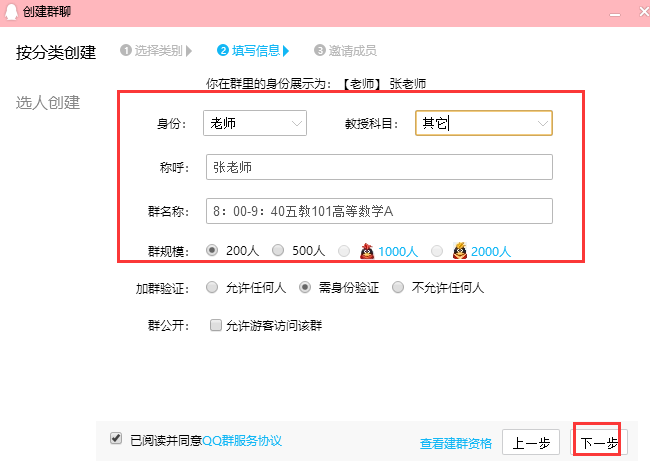 创建群聊
按分类创建 1 选择类别 2 填写信息 3 邀请成员
你在群里的身份展示为：【老师】 张老师
选人创建
身份： 老师 教授科目： 其它
称呼： 张老师
群名称： 8：00-9：40五教101高等数学A
群规模： 200人 500人 1000人 2000人
加群验证： 允许任何人 需身份验证 不允许任何人
群公开： 允许游客访问该群
已阅读并同意QQ群服务协议 查看建群资格 上一步 下一步